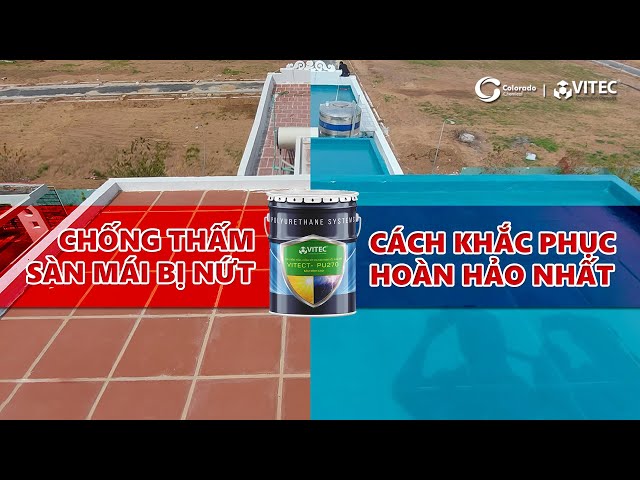 Colorado
Chemical
VITEC
CHỐNG THẤM
SÀN MÁI BỊ NỨT
CÁCH KHẮC PHỤC
HOÀN HẢO NHẤT
POLYURETHANE SYSTEMS
VITEC
VITECT- PU270